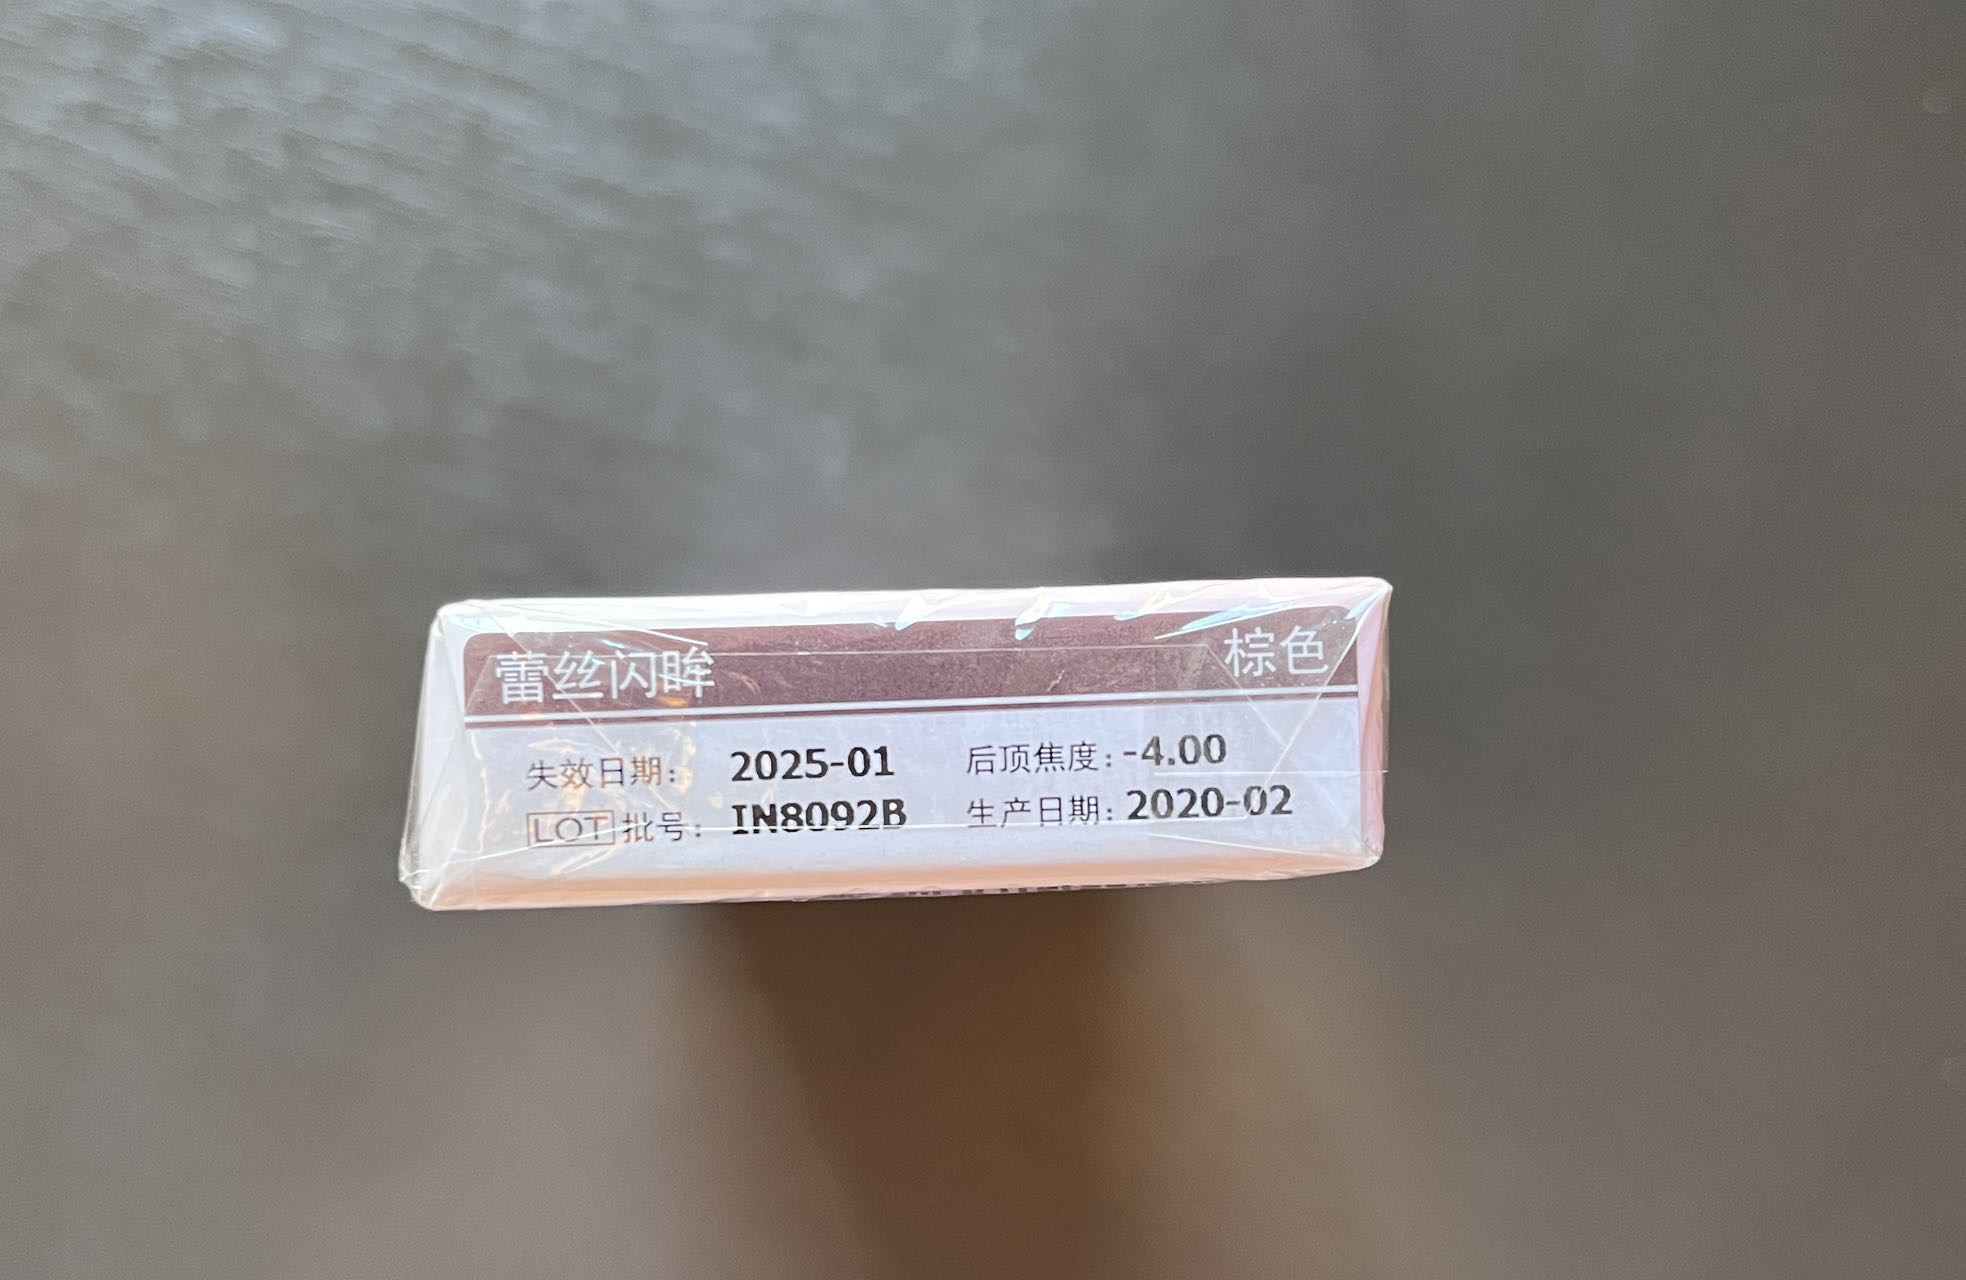 蕾丝闪眸 棕色
失效日期： 2025-01 后顶焦度：-4.00
LOT 批号： IN8092B 生产日期：2020-02